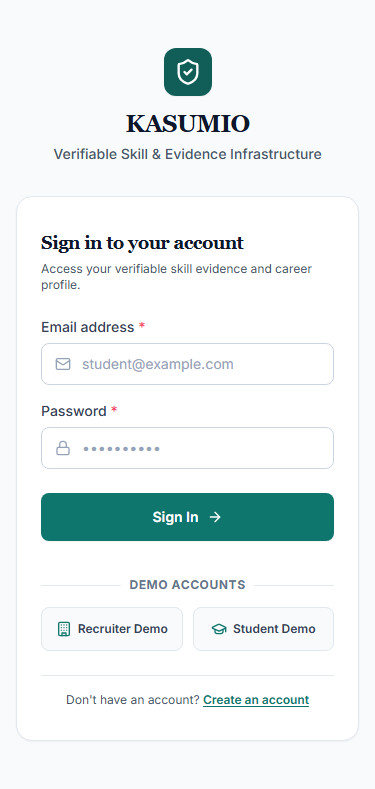 KASUMIO
Verifiable Skill & Evidence Infrastructure
Sign in to your account
Access your verifiable skill evidence and career
profile.
Email address *
student@example.com
Password *
••••••••••
Sign In →
DEMO ACCOUNTS
Recruiter Demo
Student Demo
Don't have an account? Create an account